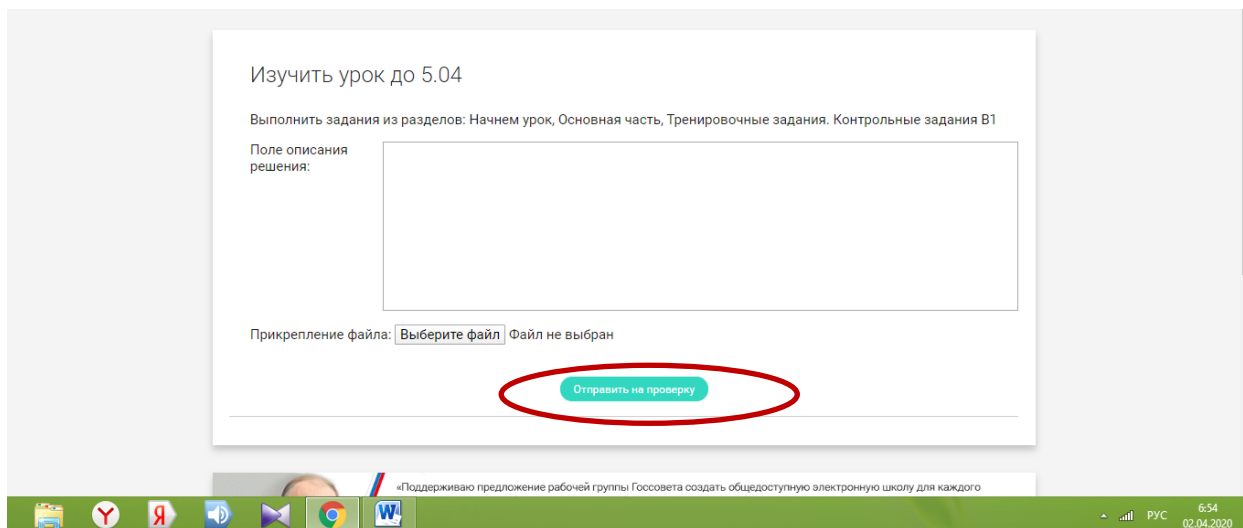 Изучить урок до 5.04
Выполнить задания из разделов: Начнем урок, Основная часть, Тренировочные задания. Контрольные задания В1
Поле описания
решения:
Прикрепление файла: Выберите файл Файл не выбран
Отправить на проверку
«Поддерживаю предложение рабочей группы Госсовета создать общедоступную электронную школу для каждого
Y Я W РУС 6:54
02.04.2020